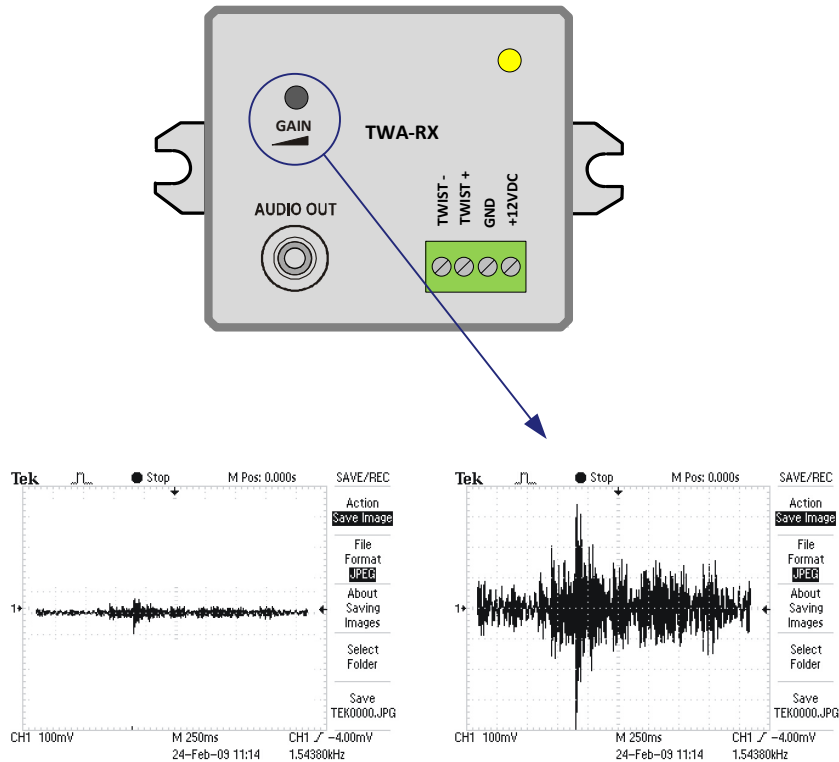 GAIN
TWA-RX
AUDIO OUT
TWIST -
TWIST +
GND
+12VDC
Tek Stop M Pos: 0.000s SAVE/REC
Action
Save Image
File
Format
JPEG
About
Saving
Images
Select
Folder
Save
TEK0000.JPG
1
CH1 100mV M 250ms CH1 -4.00mV
24-Feb-09 11:14 1.54380kHz
Tek Stop M Pos: 0.000s SAVE/REC
Action
Save Image
File
Format
JPEG
About
Saving
Images
Select
Folder
Save
TEK0000.JPG
1
CH1 100mV M 250ms CH1 -4.00mV
24-Feb-09 11:14 1.54380kHz